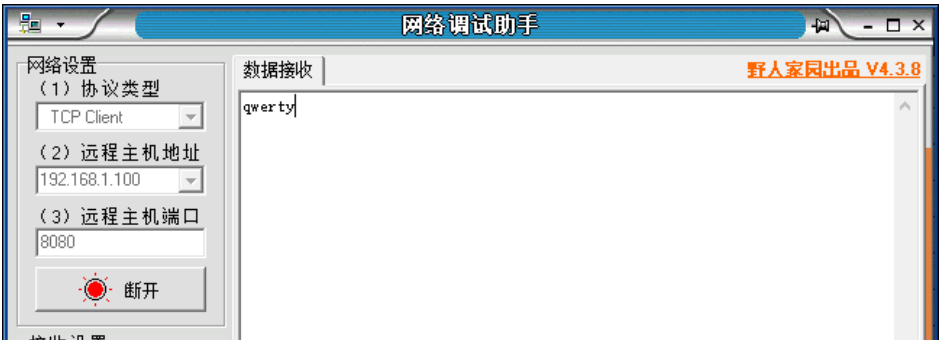 网络调试助手
网络设置
（1）协议类型
TCP Client
（2）远程主机地址
192.168.1.100
（3）远程主机端口
8080
断开
数据接收
野人家园出品 V4.3.8
qwerty